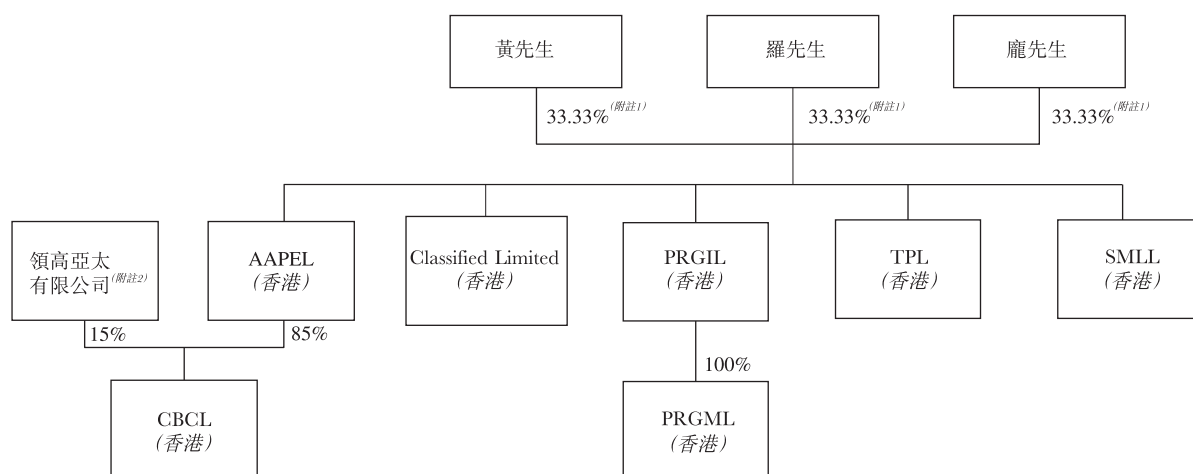 黃先生
羅先生
龐先生
33.33%(附註1)
33.33%(附註1)
33.33%(附註1)
領高亞太
有限公司(附註2)
AAPEL
(香港)
Classified Limited
(香港)
PRGIL
(香港)
TPL
(香港)
SMLL
(香港)
15%
85%
100%
CBCL
(香港)
PRGML
(香港)